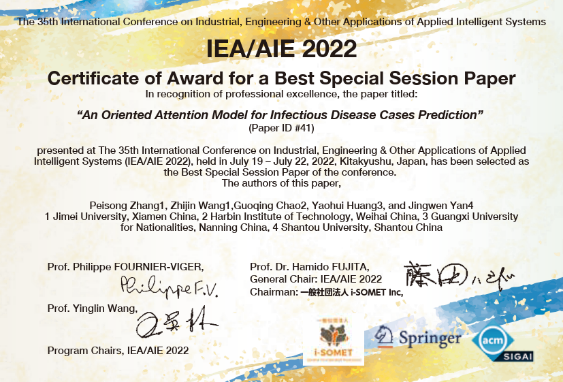 The 35th International Conference on Industrial, Engineering & Other Applications of Applied Intelligent Systems
IEA/AIE 2022
Certificate of Award for a Best Special Session Paper
In recognition of professional excellence, the paper titled:
“An Oriented Attention Model for Infectious Disease Cases Prediction”
(Paper ID #41)
presented at The 35th International Conference on Industrial, Engineering & Other Applications of Applied
Intelligent Systems (IEA/AIE 2022), held in July 19 – July 22, 2022, Kitakyushu, Japan, has been selected as
the Best Special Session Paper of the conference.
The authors of this paper,
Peisong Zhang1, Zhijin Wang1,Guoqing Chao2, Yaohui Huang3, and Jingwen Yan4
1 Jimei University, Xiamen China, 2 Harbin Institute of Technology, Weihai China, 3 Guangxi University
for Nationalities, Nanning China, 4 Shantou University, Shantou China
Prof. Philippe FOURNIER-VIGER,
Philippe F.V.
Prof. Yinglin Wang,
Program Chairs, IEA/AIE 2022
Prof. Dr. Hamido FUJITA,
General Chair: IEA/AIE 2022
Chairman: 一般社団法人 i-SOMET Inc,
藤田
i-SOMET
Springer
acm
SIGAI